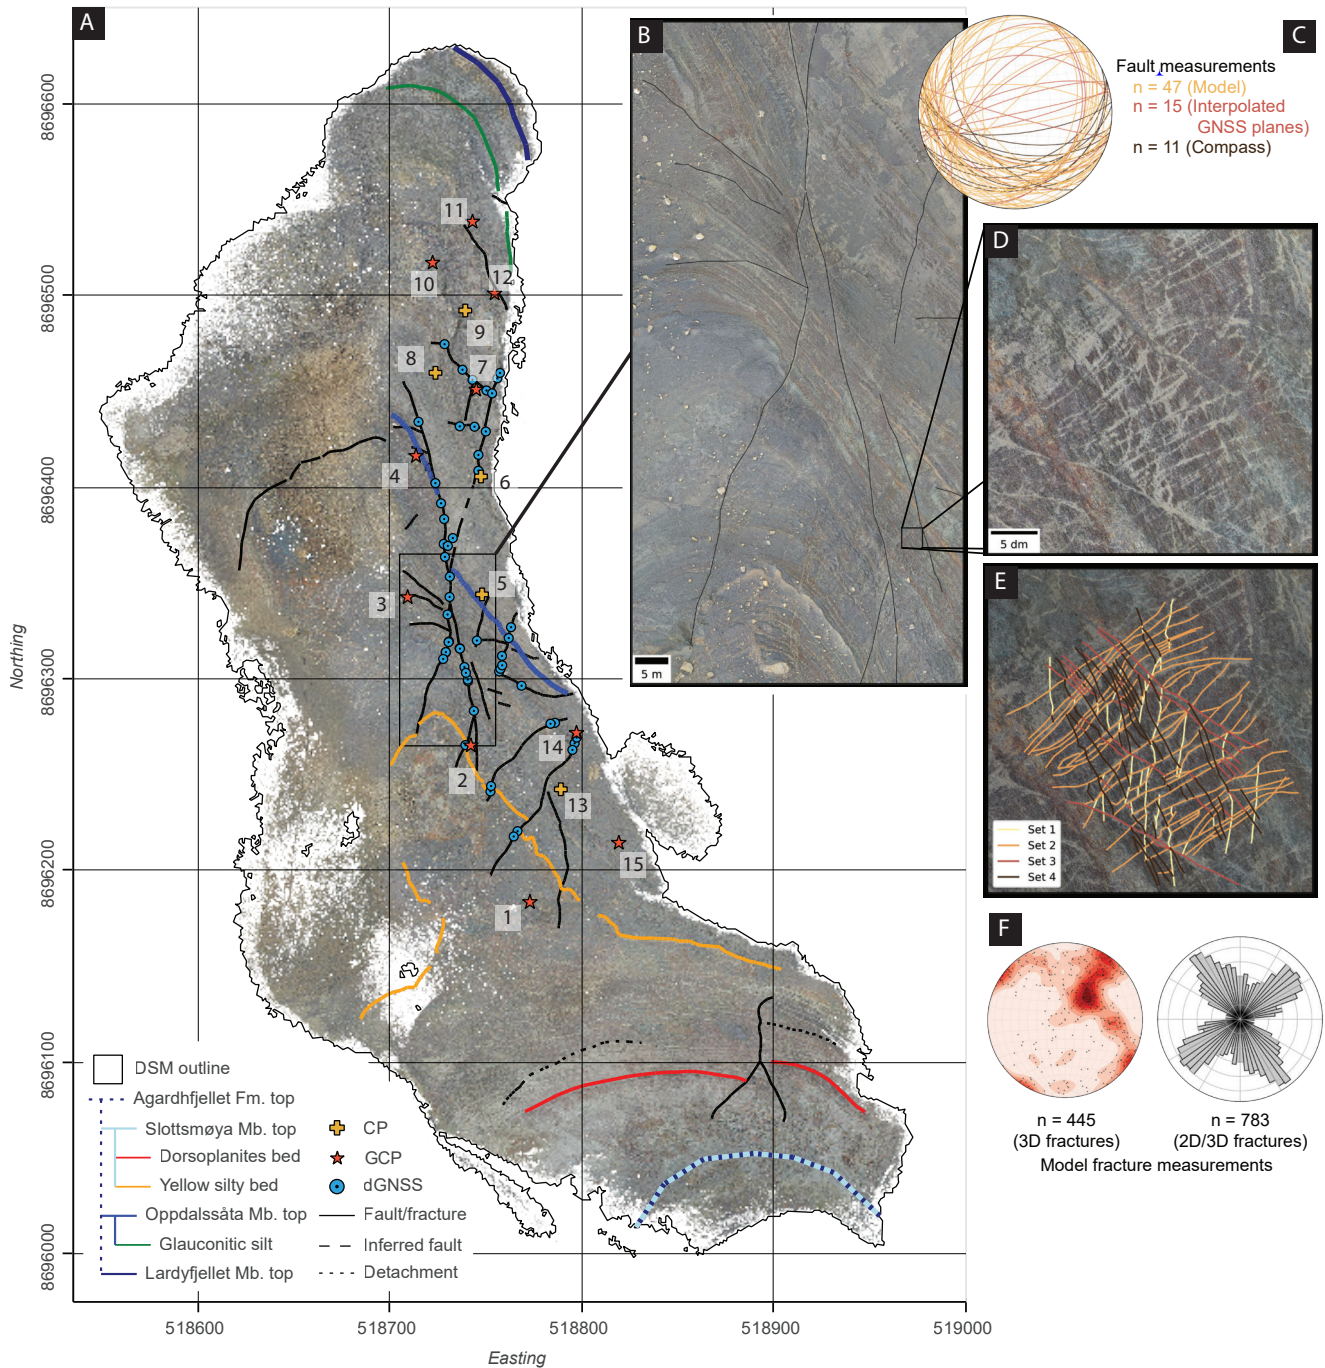 A
8696600
8696500
8696400
8696300
8696200
8696100
8696000
Northing
518600
518700
518800
518900
519000
Easting
11
10
12
9
8
7
4
6
5
3
2
14
13
15
1
DSM outline
Agardhfjellet Fm. top
Slottsmøya Mb. top
Dorsoplanites bed
Yellow silty bed
Oppdalssåta Mb. top
Glauconitic silt
Lardyfjellet Mb. top
CP
GCP
dGNSS
Fault/fracture
Inferred fault
Detachment
B
5 m
C
Fault measurements
n = 47 (Model)
n = 15 (Interpolated
GNSS planes)
n = 11 (Compass)
D
5 dm
E
Set 1
Set 2
Set 3
Set 4
F
n = 445
(3D fractures)
n = 783
(2D/3D fractures)
Model fracture measurements